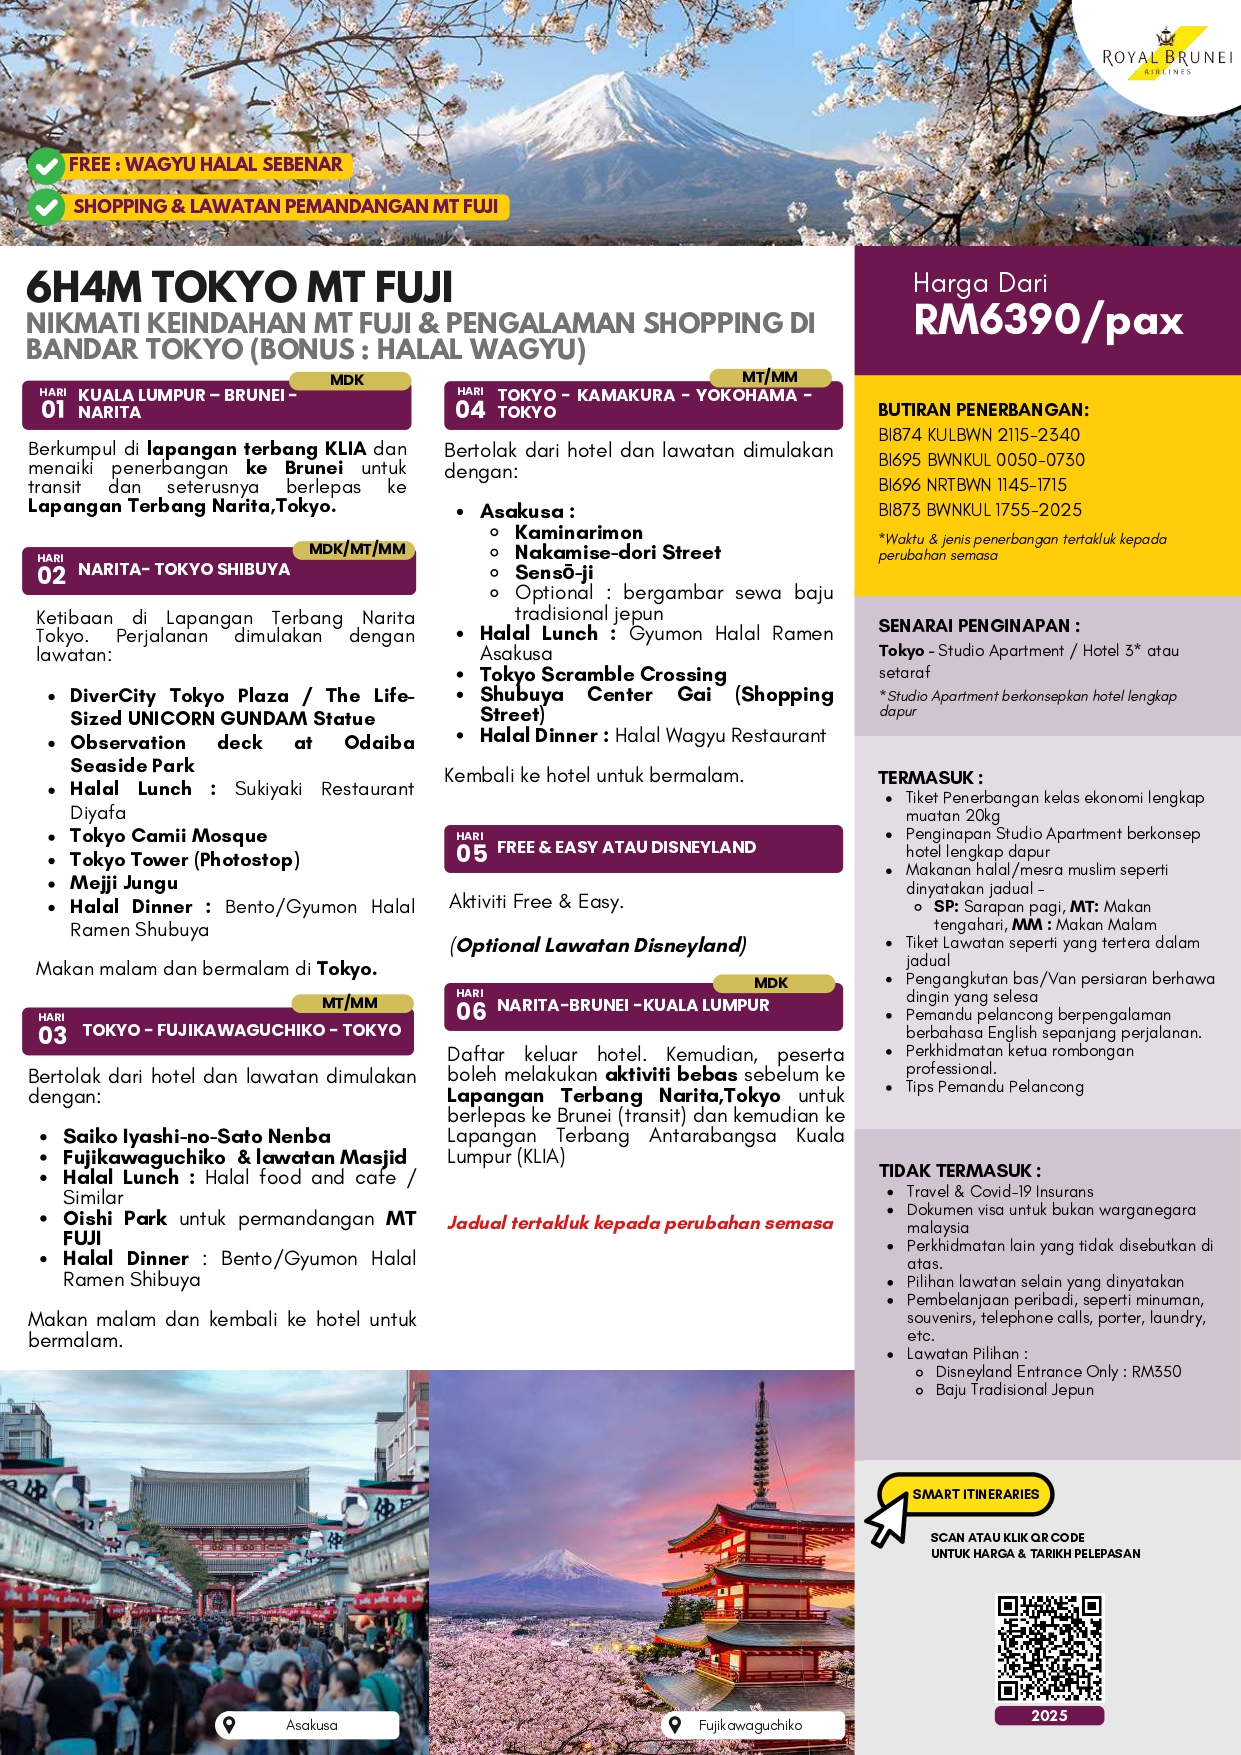 ROYAL BRUNEI
AIRLINES
FREE : WAGYU HALAL SEBENAR
SHOPPING & LAWATAN PEMANDANGAN MT FUJI
6H4M TOKYO MT FUJI
NIKMATI KEINDAHAN MT FUJI & PENGALAMAN SHOPPING DI
BANDAR TOKYO (BONUS : HALAL WAGYU)
MDK
HARI
01
KUALA LUMPUR – BRUNEI -
NARITA
Berkumpul di lapangan terbang KLIA dan
menaiki penerbangan ke Brunei untuk
transit dan seterusnya berlepas ke
Lapangan Terbang Narita,Tokyo.
MDK/MT/MM
HARI
02
NARITA- TOKYO SHIBUYA
Ketibaan di Lapangan Terbang Narita
Tokyo. Perjalanan dimulakan dengan
lawatan:
• DiverCity Tokyo Plaza / The Life-
Sized UNICORN GUNDAM Statue
• Observation deck at Odaiba
Seaside Park
• Halal Lunch : Sukiyaki Restaurant
Diyafa
• Tokyo Camii Mosque
• Tokyo Tower (Photostop)
• Mejji Jungu
• Halal Dinner : Bento/Gyumon Halal
Ramen Shubuya
Makan malam dan bermalam di Tokyo.
MT/MM
HARI
03
TOKYO - FUJIKAWAGUCHIKO - TOKYO
Bertolak dari hotel dan lawatan dimulakan
dengan:
• Saiko Iyashi-no-Sato Nenba
• Fujikawaguchiko & lawatan Masjid
• Halal Lunch : Halal food and cafe /
Similar
• Oishi Park untuk permandangan MT
FUJI
• Halal Dinner : Bento/Gyumon Halal
Ramen Shibuya
Makan malam dan kembali ke hotel untuk
bermalam.
MT/MM
HARI
04
TOKYO - KAMAKURA - YOKOHAMA -
TOKYO
Bertolak dari hotel dan lawatan dimulakan
dengan:
• Asakusa :
○ Kaminarimon
○ Nakamise-dori Street
○ Sensō-ji
○ Optional : bergambar sewa baju
tradisional jepun
• Halal Lunch : Gyumon Halal Ramen
Asakusa
• Tokyo Scramble Crossing
• Shubuya Center Gai (Shopping
Street)
• Halal Dinner : Halal Wagyu Restaurant
Kembali ke hotel untuk bermalam.
HARI
05
FREE & EASY ATAU DISNEYLAND
Aktiviti Free & Easy.
(Optional Lawatan Disneyland)
MDK
HARI
06
NARITA-BRUNEI -KUALA LUMPUR
Daftar keluar hotel. Kemudian, peserta
boleh melakukan aktiviti bebas sebelum ke
Lapangan Terbang Narita,Tokyo untuk
berlepas ke Brunei (transit) dan kemudian ke
Lapangan Terbang Antarabangsa Kuala
Lumpur (KLIA)
Jadual tertakluk kepada perubahan semasa
Harga Dari
RM6390/pax
BUTIRAN PENERBANGAN:
BI874 KULBWN 2115-2340
BI695 BWNKUL 0050-0730
BI696 NRTBWN 1145-1715
BI873 BWNKUL 1755-2025
*Waktu & jenis penerbangan tertakluk kepada
perubahan semasa
SENARAI PENGINAPAN :
Tokyo - Studio Apartment / Hotel 3* atau
setaraf
*Studio Apartment berkonsepkan hotel lengkap
dapur
TERMASUK :
• Tiket Penerbangan kelas ekonomi lengkap
muatan 20kg
• Penginapan Studio Apartment berkonsep
hotel lengkap dapur
• Makanan halal/mesra muslim seperti
dinyatakan jadual -
○ SP: Sarapan pagi, MT: Makan
tengahari, MM : Makan Malam
• Tiket Lawatan seperti yang tertera dalam
jadual
• Pengangkutan bas/Van persiaran berhawa
dingin yang selesa
• Pemandu pelancong berpengalaman
berbahasa English sepanjang perjalanan.
• Perkhidmatan ketua rombongan
professional.
• Tips Pemandu Pelancong
TIDAK TERMASUK :
• Travel & Covid-19 Insurans
• Dokumen visa untuk bukan warganegara
malaysia
• Perkhidmatan lain yang tidak disebutkan di
atas.
• Pilihan lawatan selain yang dinyatakan
• Pembelanjaan peribadi, seperti minuman,
souvenirs, telephone calls, porter, laundry,
etc.
• Lawatan Pilihan :
○ Disneyland Entrance Only : RM350
○ Baju Tradisional Jepun
SMART ITINERARIES
SCAN ATAU KLIK QR CODE
UNTUK HARGA & TARIKH PELEPASAN
2025
Asakusa
Fujikawaguchiko